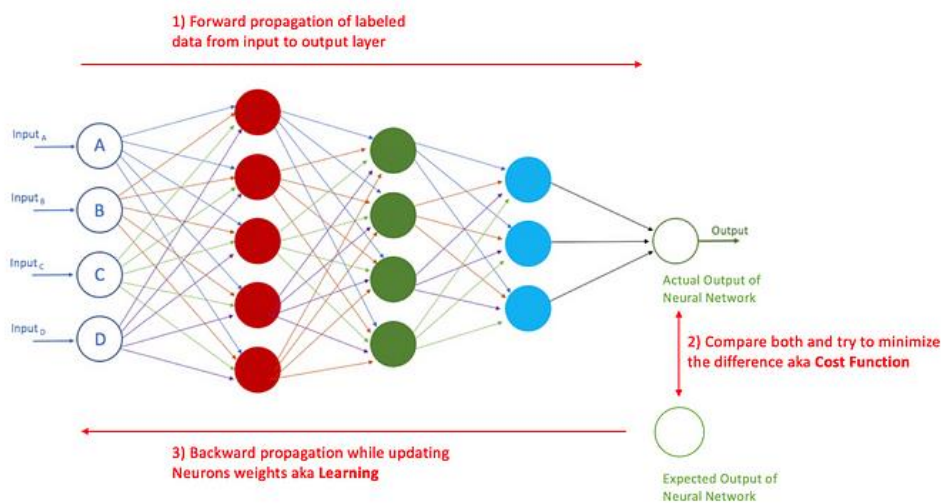 1) Forward propagation of labeled
data from input to output layer
Input A
A
Input B
B
Input C
C
Input D
D
Output
Actual Output of
Neural Network
2) Compare both and try to minimize
the difference aka Cost Function
3) Backward propagation while updating
Neurons weights aka Learning
Expected Output of
Neural Network